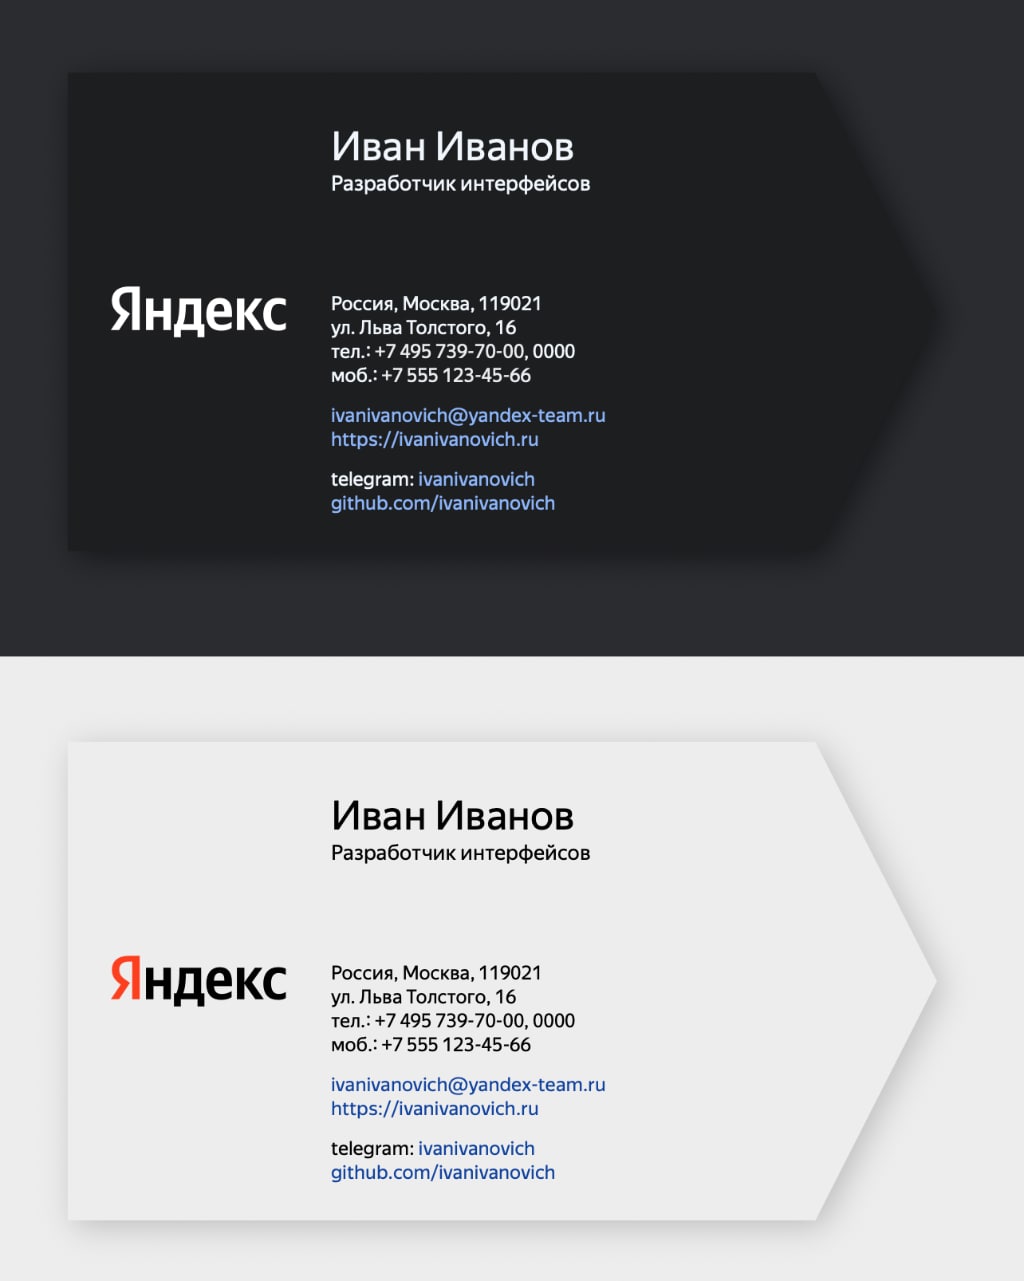 Иван Иванов
Разработчик интерфейсов
Яндекс
Россия, Москва, 119021
ул. Льва Толстого, 16
тел.: +7 495 739-70-00, 0000
моб.: +7 555 123-45-66
ivanivanovich@yandex-team.ru
https://ivanivanovich.ru
telegram: ivanivanovich
github.com/ivanivanovich
Иван Иванов
Разработчик интерфейсов
Яндекс
Россия, Москва, 119021
ул. Льва Толстого, 16
тел.: +7 495 739-70-00, 0000
моб.: +7 555 123-45-66
ivanivanovich@yandex-team.ru
https://ivanivanovich.ru
telegram: ivanivanovich
github.com/ivanivanovich